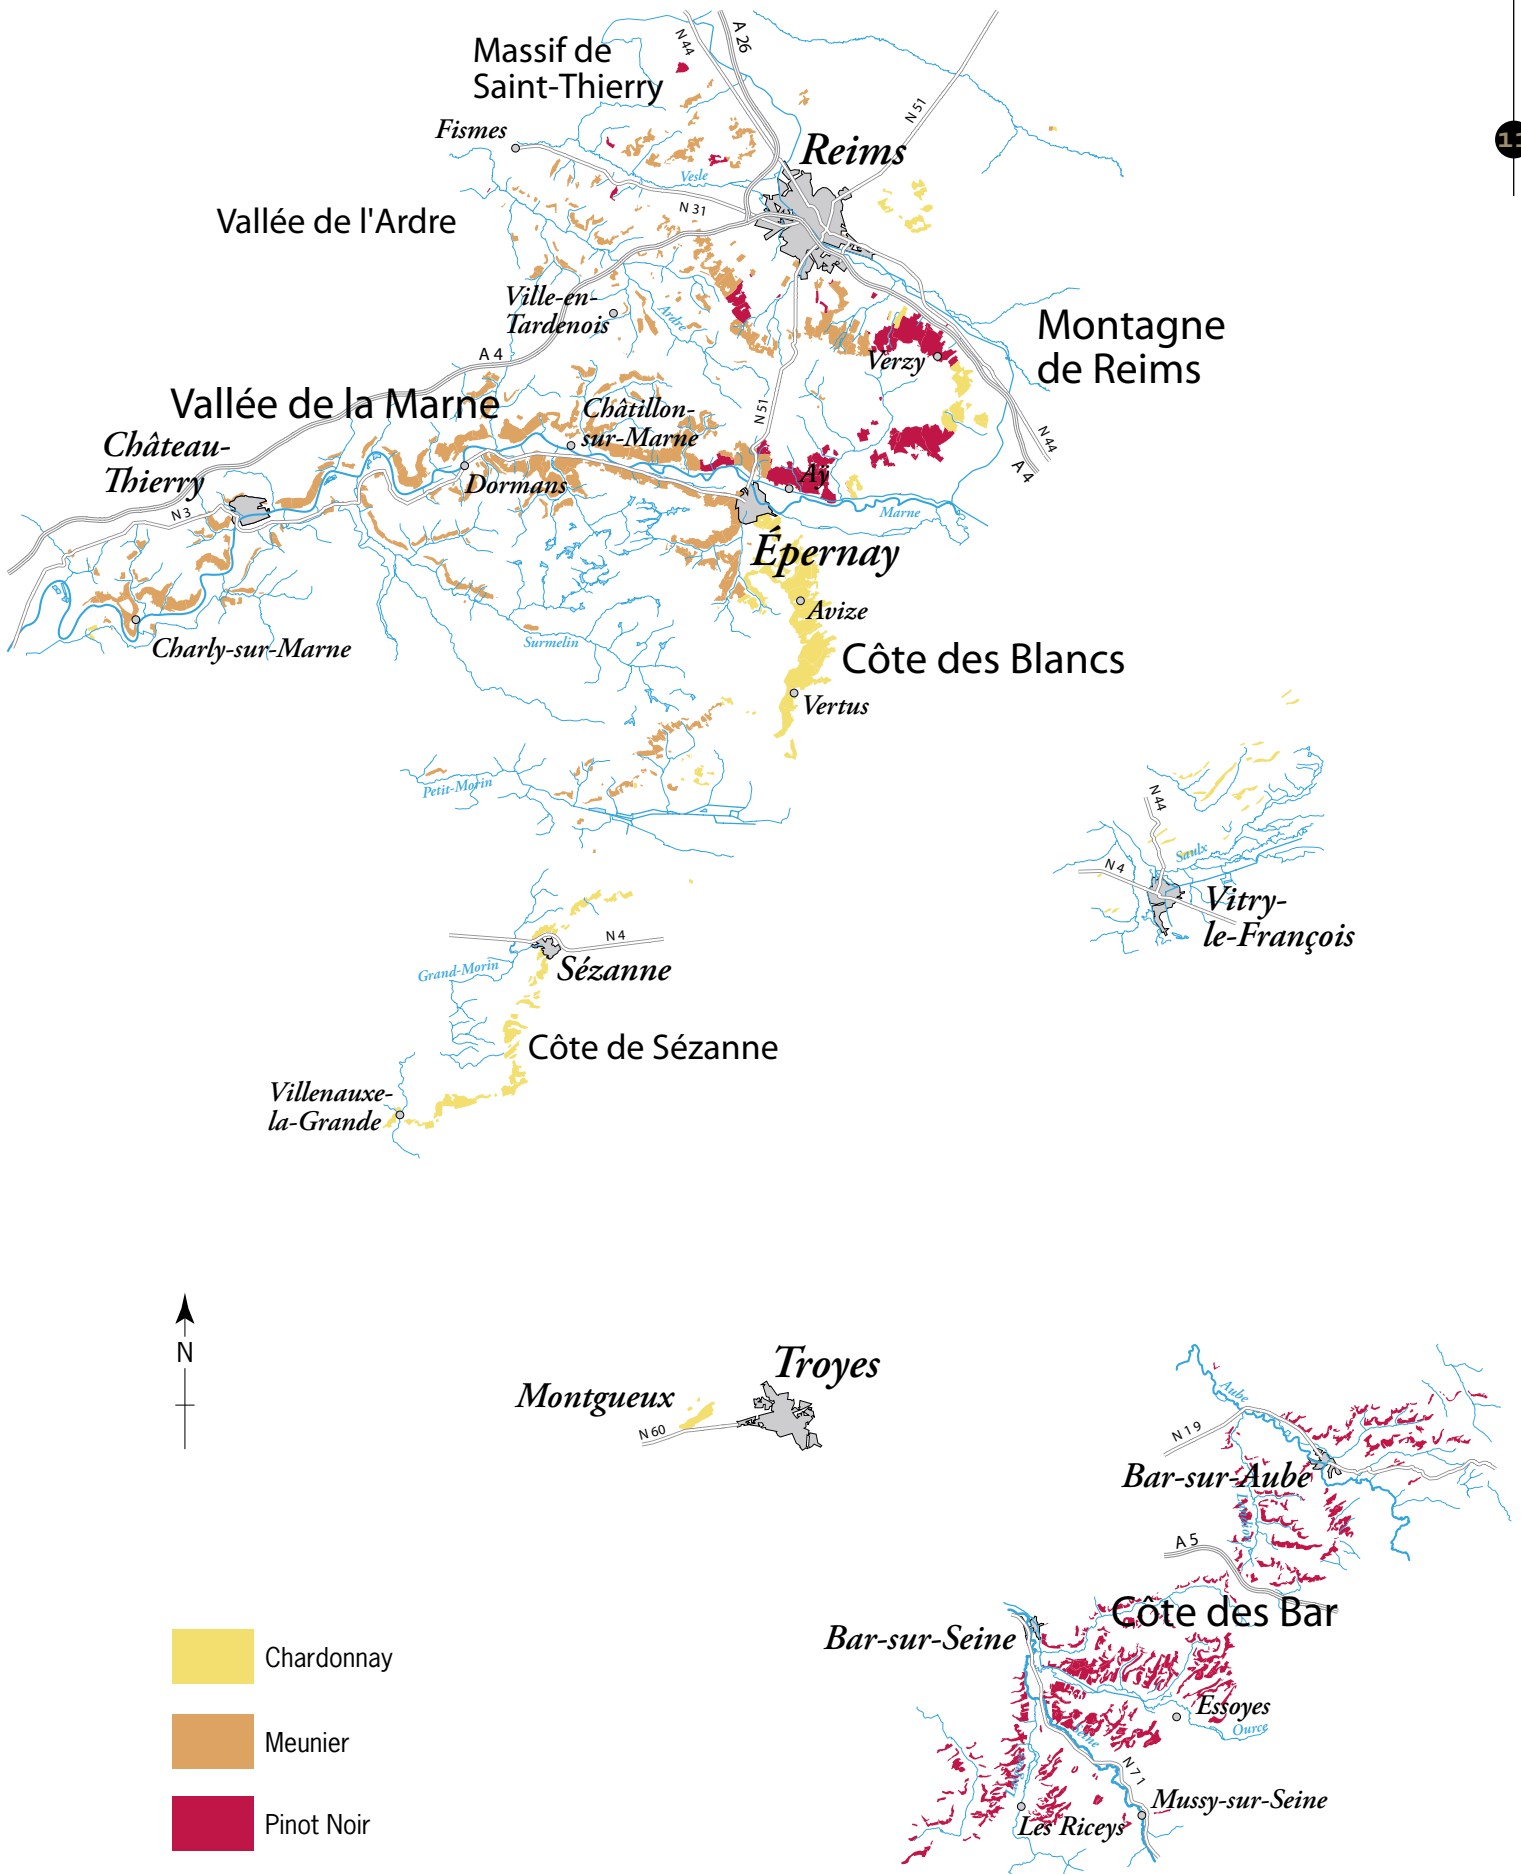 Massif de
Saint-Thierry
N 44
A 26
N 51
Fismes
Reims
Vesle
N 31
Vallée de l'Ardre
Ville-en-
Tardenois
Ardre
Montagne
de Reims
A 4
Verzy
Vallée de la Marne
Châtillon-
sur-Marne
N 51
Château-
Thierry
N 44
A 4
Dormans
Aÿ
N 3
Marne
Épernay
Avize
Charly-sur-Marne
Surmelin
Côte des Blancs
Vertus
Petit-Morin
N 44
Saulx
N 4
Vitry-
le-François
N 4
Sézanne
Grand-Morin
Côte de Sézanne
Villenauxe-
la-Grande
N
Troyes
Montgueux
N 60
Aube
N 19
Bar-sur-Aube
A 5
Côte des Bar
Bar-sur-Seine
Essoyes
Ource
Seine
N 71
Mussy-sur-Seine
Les Riceys
Chardonnay
Meunier
Pinot Noir